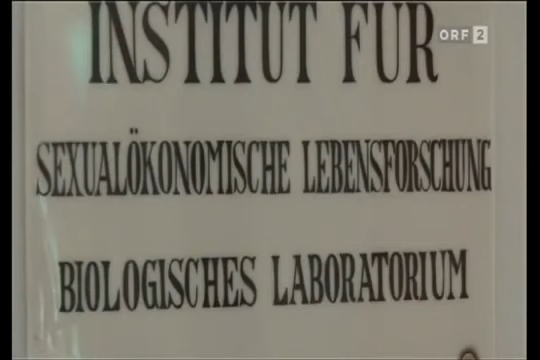 ORF 2
INSTITUT FUR
SEXUALÖKONOMISCHE LEBENSFORSCHUNG
BIOLOGISCHES LABORATORIUM